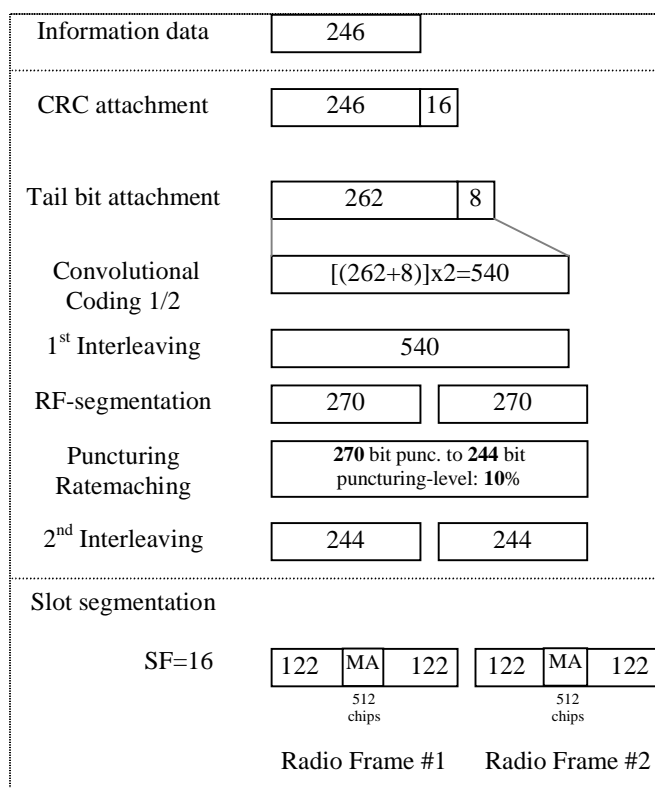 Information data 246
CRC attachment 246 16
Tail bit attachment 262 8
Convolutional
Coding 1/2
[(262+8)]x2=540
1st Interleaving 540
RF-segmentation 270 270
Puncturing
Ratemaching
270 bit punc. to 244 bit
puncturing-level: 10%
2nd Interleaving 244 244
Slot segmentation
SF=16 122 MA 122 122 MA 122
512
chips
512
chips
Radio Frame #1 Radio Frame #2